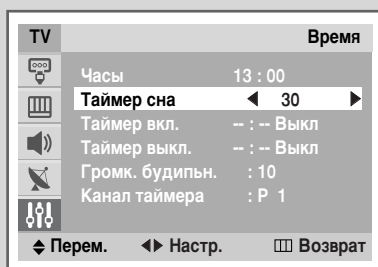 TV Время
Часы 13 : 00
Таймер сна 30
Таймер вкл. -- : -- Выкл
Таймер выкл. -- : -- Выкл
Громк. будипьн. : 10
Канал таймера : P 1
Перем. Настр. Возврат